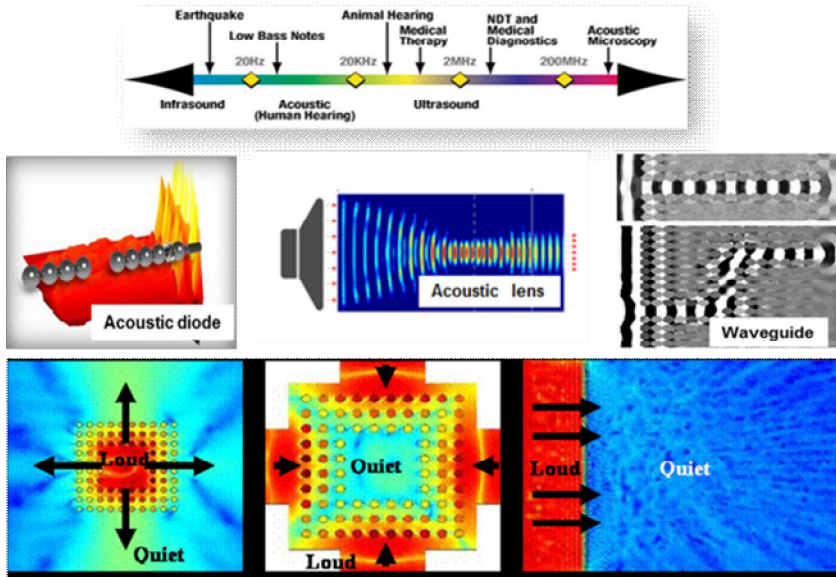 Earthquake
Low Bass Notes
Animal Hearing
Medical
Therapy
NDT and
Medical
Diagnostics
Acoustic
Microscopy
20Hz
20KHz
2MHz
200MHz
Infrasound
Acoustic
(Human Hearing)
Ultrasound
Acoustic diode
Acoustic lens
Waveguide
Loud
Quiet
Quiet
Loud
Loud
Quiet